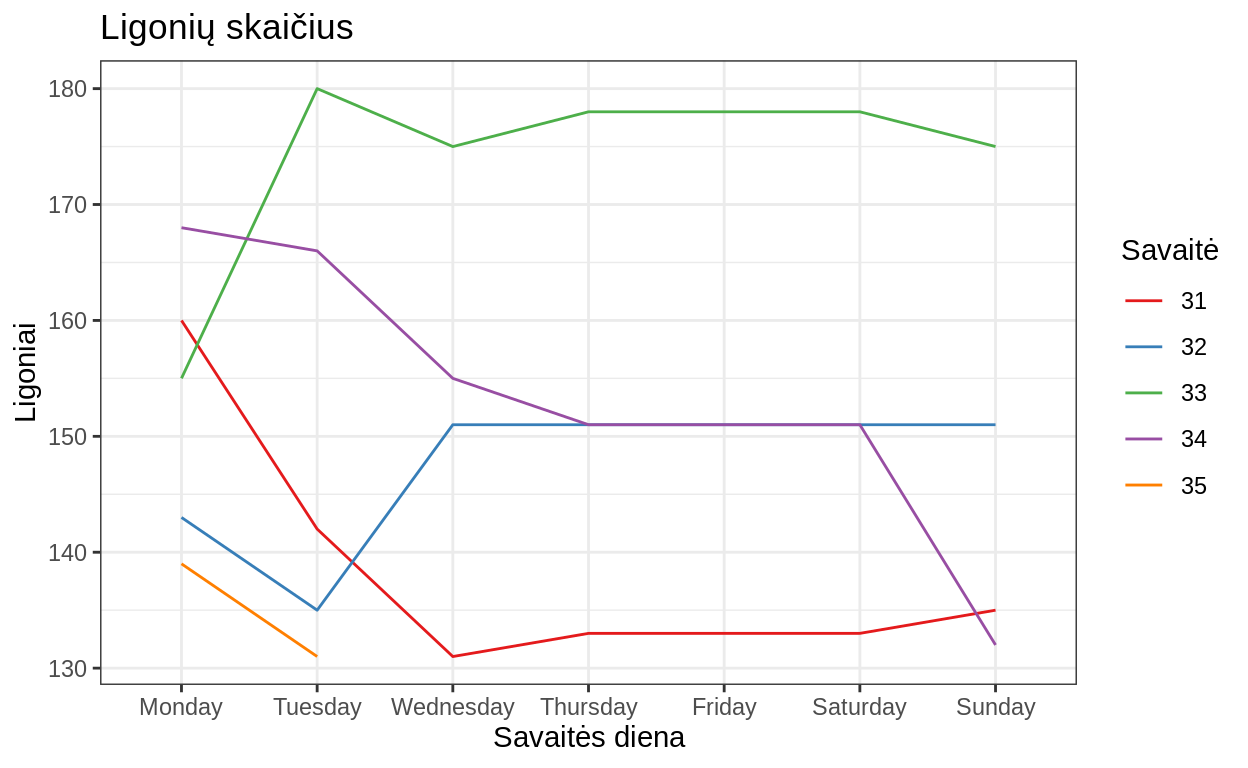 Ligonių skaičius
180
170
160
150
140
130
Ligoniai
Monday Tuesday Wednesday Thursday Friday Saturday Sunday
Savaitės diena
Savaitė
31
32
33
34
35